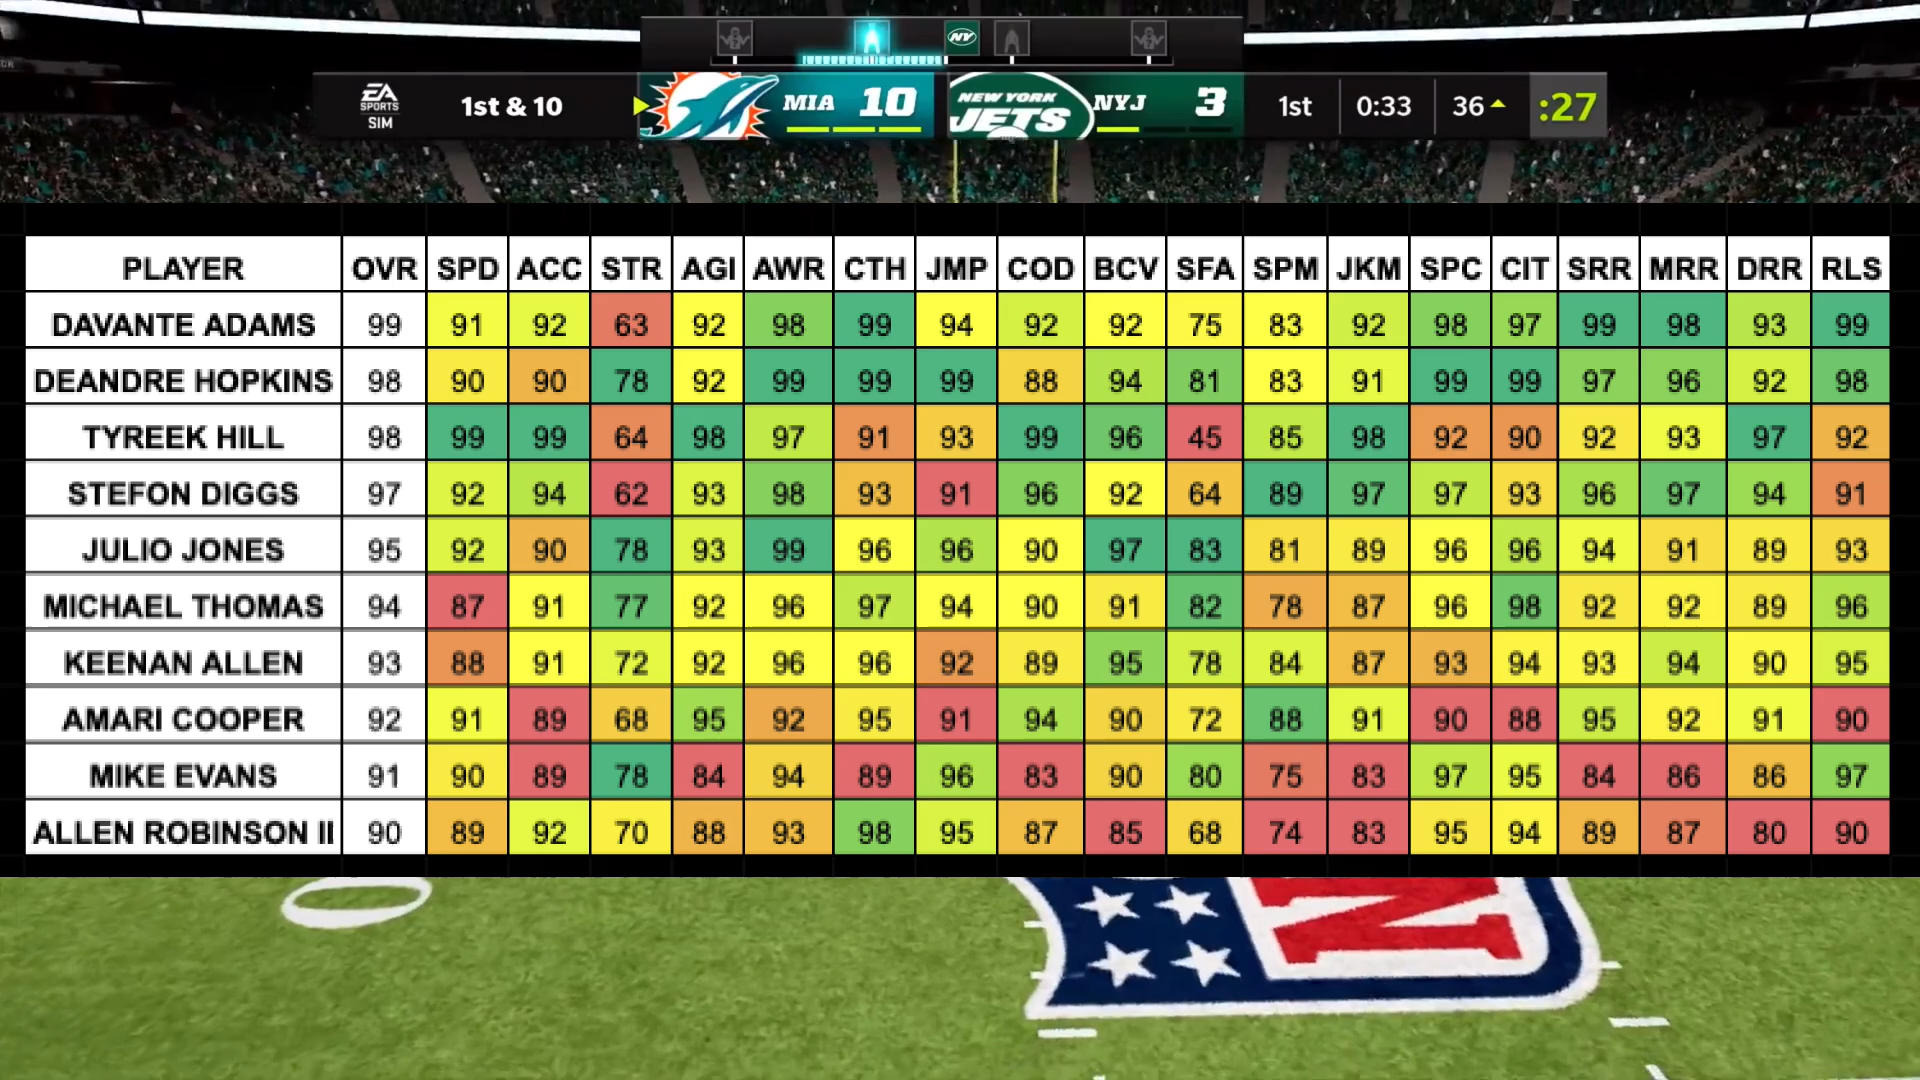 EA SPORTS SIM 1st & 10 MIA 10 NEW YORK JETS NYJ 3 1st 0:33 36 :27
NY
PLAYER OVR SPD ACC STR AGI AWR CTH JMP COD BCV SFA SPM JKM SPC CIT SRR MRR DRR RLS
DAVANTE ADAMS 99 91 92 63 92 98 99 94 92 92 75 83 92 98 97 99 98 93 99
DEANDRE HOPKINS 98 90 90 78 92 99 99 99 88 94 81 83 91 99 99 97 96 92 98
TYREEK HILL 98 99 99 64 98 97 91 93 99 96 45 85 98 92 90 92 93 97 92
STEFON DIGGS 97 92 94 62 93 98 93 91 96 92 64 89 97 97 93 96 97 94 91
JULIO JONES 95 92 90 78 93 99 96 96 90 97 83 81 89 96 96 94 91 89 93
MICHAEL THOMAS 94 87 91 77 92 96 97 94 90 91 82 78 87 96 98 92 92 89 96
KEENAN ALLEN 93 88 91 72 92 96 96 92 89 95 78 84 87 93 94 93 94 90 95
AMARI COOPER 92 91 89 68 95 92 95 91 94 90 72 88 91 90 88 95 92 91 90
MIKE EVANS 91 90 89 78 84 94 89 96 83 90 80 75 83 97 95 84 86 86 97
ALLEN ROBINSON II 90 89 92 70 88 93 98 95 87 85 68 74 83 95 94 89 87 80 90
N